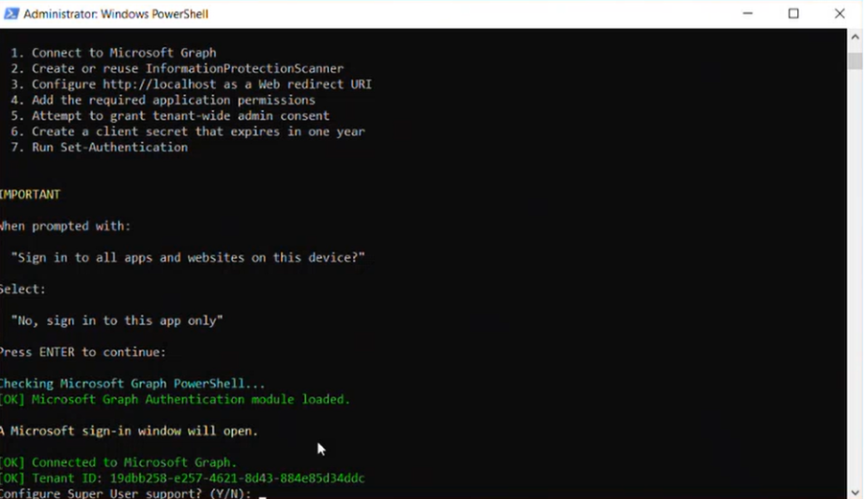 Administrator: Windows PowerShell
1. Connect to Microsoft Graph
2. Create or reuse InformationProtectionScanner
3. Configure http://localhost as a Web redirect URI
4. Add the required application permissions
5. Attempt to grant tenant-wide admin consent
6. Create a client secret that expires in one year
7. Run Set-Authentication
IMPORTANT
When prompted with:
"Sign in to all apps and websites on this device?"
Select:
"No, sign in to this app only"
Press ENTER to continue:
Checking Microsoft Graph PowerShell...
[OK] Microsoft Graph Authentication module loaded.
A Microsoft sign-in window will open.
[OK] Connected to Microsoft Graph.
[OK] Tenant ID: 19dbb258-e257-4621-8d43-884e85d34ddc
Configure Super User support? (Y/N): _